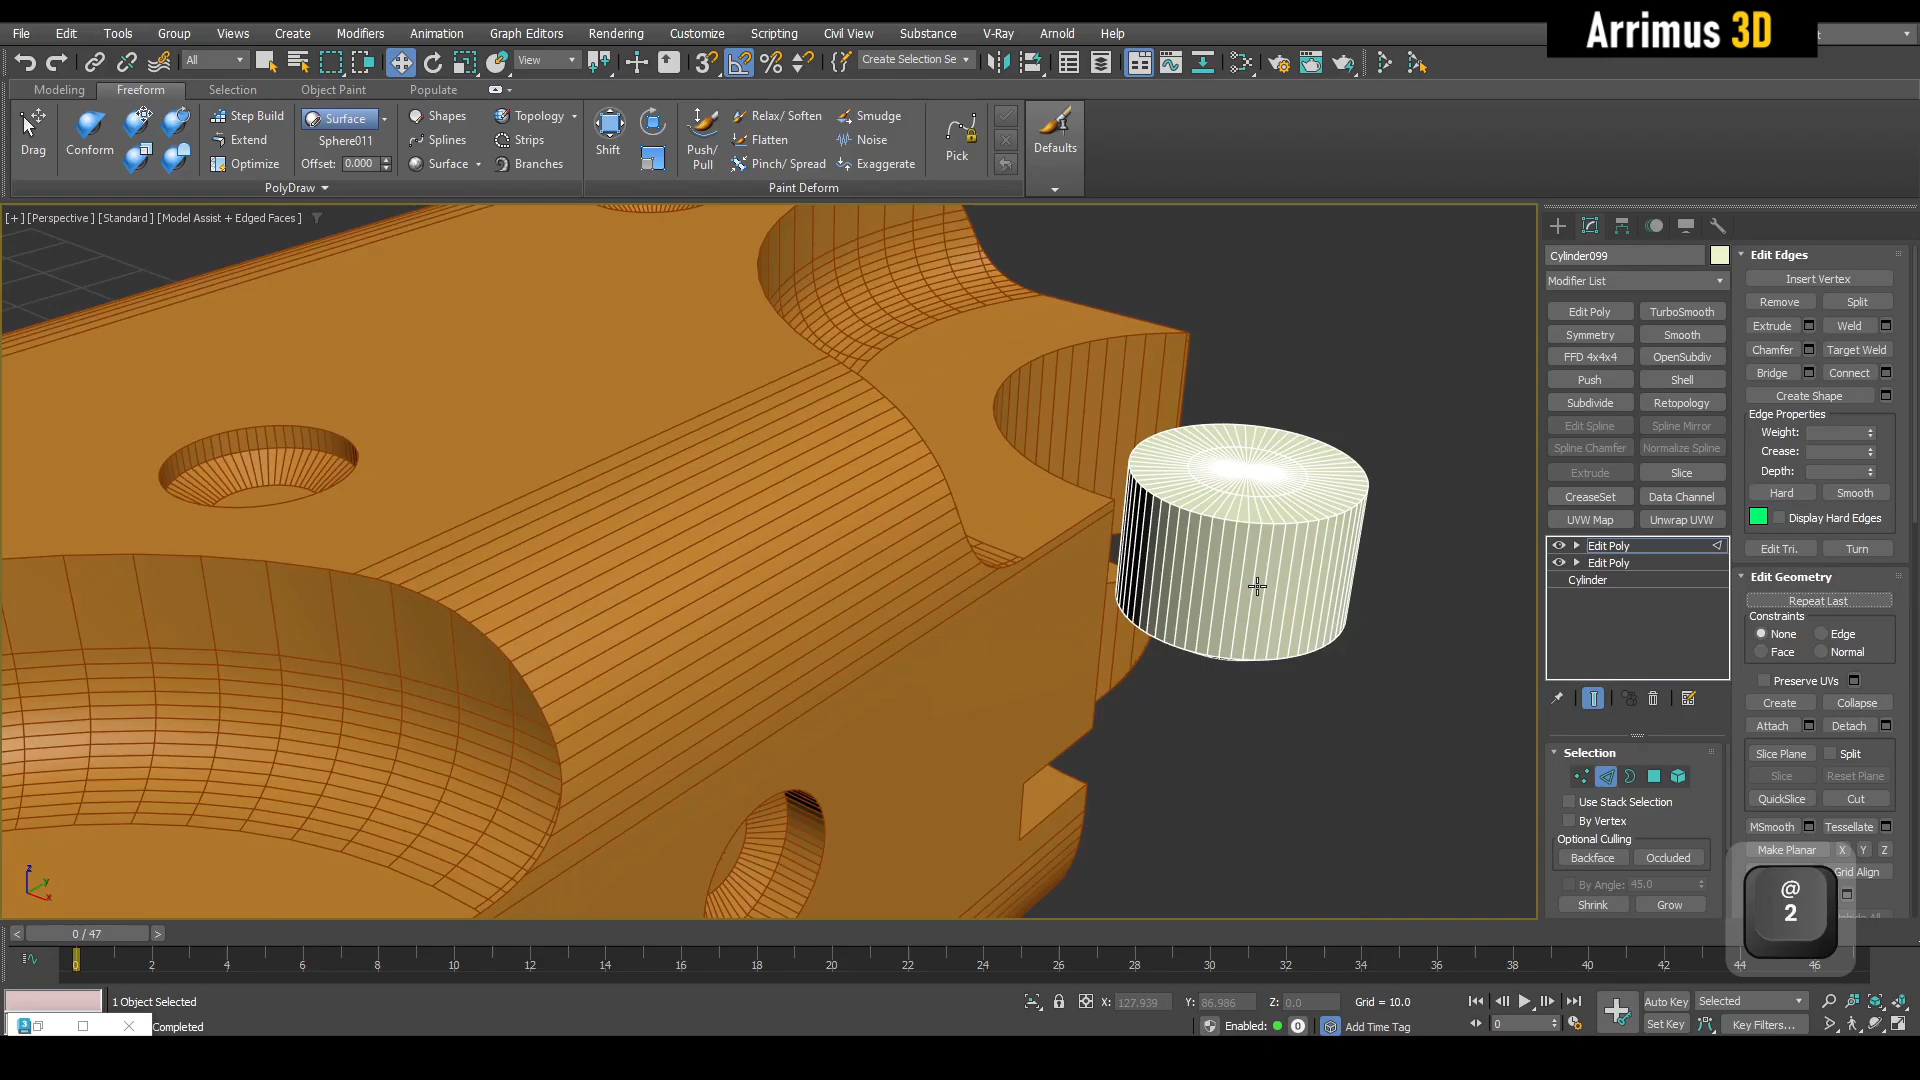 Arrimus 3D
File Edit Tools Group Views Create Modifiers Animation Graph Editors Rendering Customize Scripting Civil View Substance V-Ray Arnold Help
All View Create Selection Se
Modeling Freeform Selection Object Paint Populate
Drag Conform Step Build Surface Shapes Topology Shift Push/ Pull Relax/ Soften Smudge Pick Defaults
Extend Sphere011 Splines Strips Flatten Noise
Optimize Offset: 0.000 Surface Branches Pinch/ Spread Exaggerate
PolyDraw Paint Deform
[+] [Perspective] [Standard] [Model Assist + Edged Faces]
Cylinder099
Modifier List
Edit Poly TurboSmooth
Symmetry Smooth
FFD 4x4x4 OpenSubdiv
Push Shell
Subdivide Retopology
Edit Spline Spline Mirror
Spline Chamfer Normalize Spline
Extrude Slice
CreaseSet Data Channel
UVW Map Unwrap UVW
Edit Poly
Edit Poly
Cylinder
Selection
Use Stack Selection
By Vertex
Optional Culling
Backface Occluded
By Angle: 45.0
Shrink Grow
Edit Edges
Insert Vertex
Remove Split
Extrude Weld
Chamfer Target Weld
Bridge Connect
Create Shape
Edge Properties
Weight:
Crease:
Depth:
Hard Smooth
Display Hard Edges
Edit Tri. Turn
Edit Geometry
Repeat Last
Constraints
None Edge
Face Normal
Preserve UVs
Create Collapse
Attach Detach
Slice Plane Split
Slice Reset Plane
QuickSlice Cut
MSmooth Tessellate
Make Planar X Y Z
Grid Align
@
2
z y x
< 0 / 47 >
0 2 4 6 8 10 12 14 16 18 20 22 24 26 28 30 32 34 36 38 40 42 44 46
1 Object Selected X: 127.939 Y: 86.986 Z: 0.0 Grid = 10.0 Auto Key Selected
3 Completed Enabled: 0 Add Time Tag 0 Set Key Key Filters...